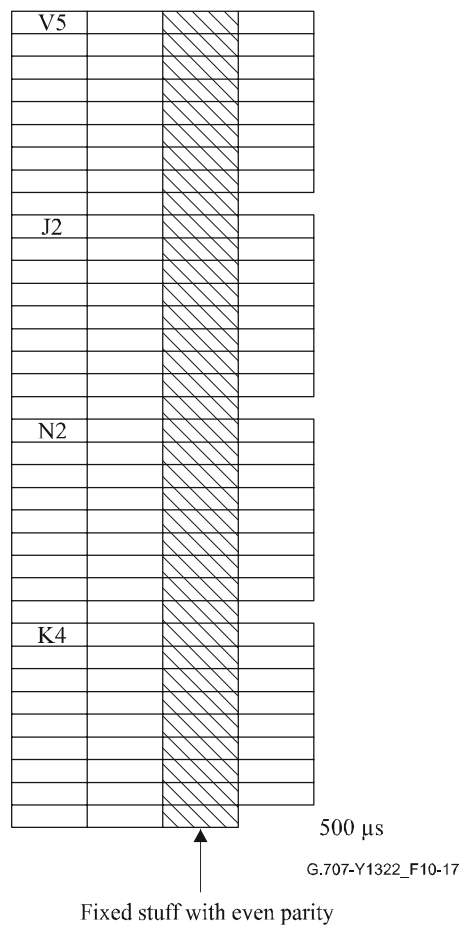 V5
J2
N2
K4
500 µs
G.707-Y1322_F10-17
Fixed stuff with even parity